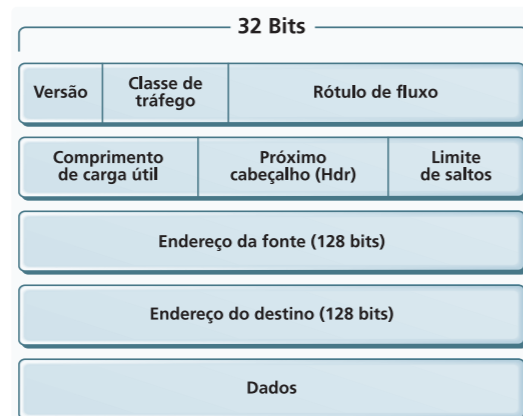 32 Bits
Versão
Classe de
tráfego
Rótulo de fluxo
Comprimento
de carga útil
Próximo
cabeçalho (Hdr)
Limite
de saltos
Endereço da fonte (128 bits)
Endereço do destino (128 bits)
Dados